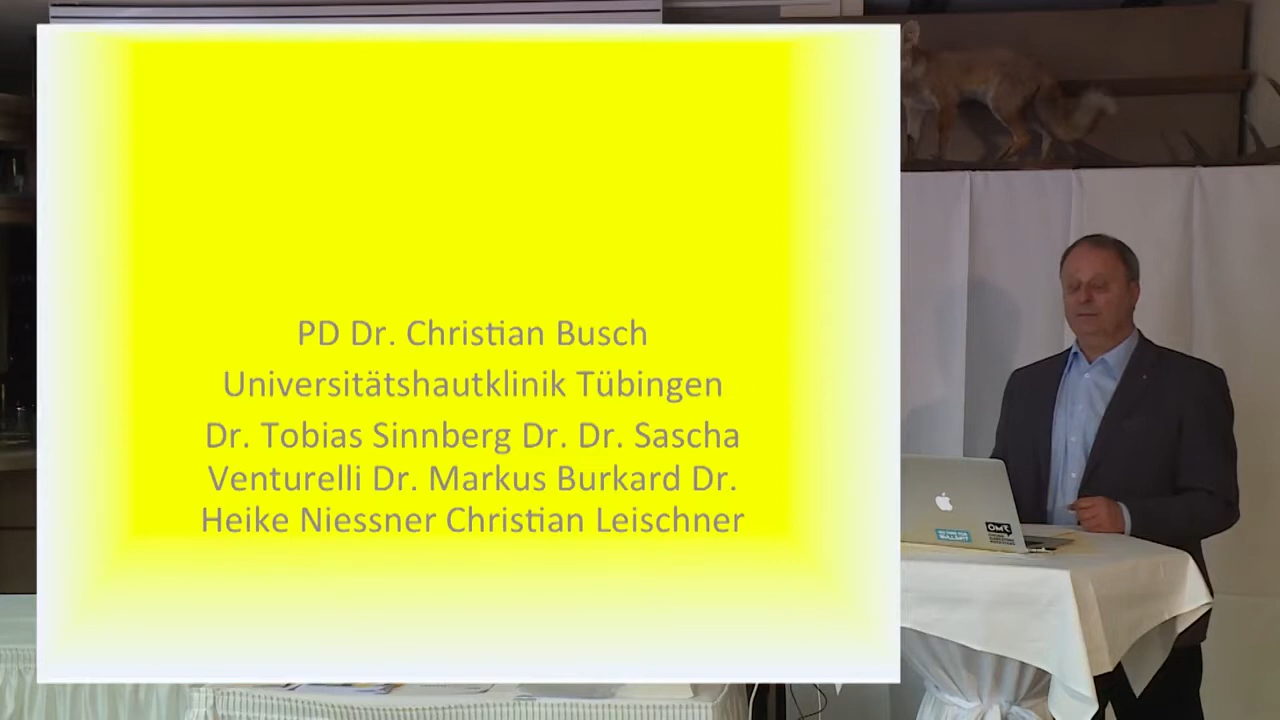 PD Dr. Christian Busch
Universitätshautklinik Tübingen
Dr. Tobias Sinnberg Dr. Dr. Sascha
Venturelli Dr. Markus Burkard Dr.
Heike Niessner Christian Leischner
OMR